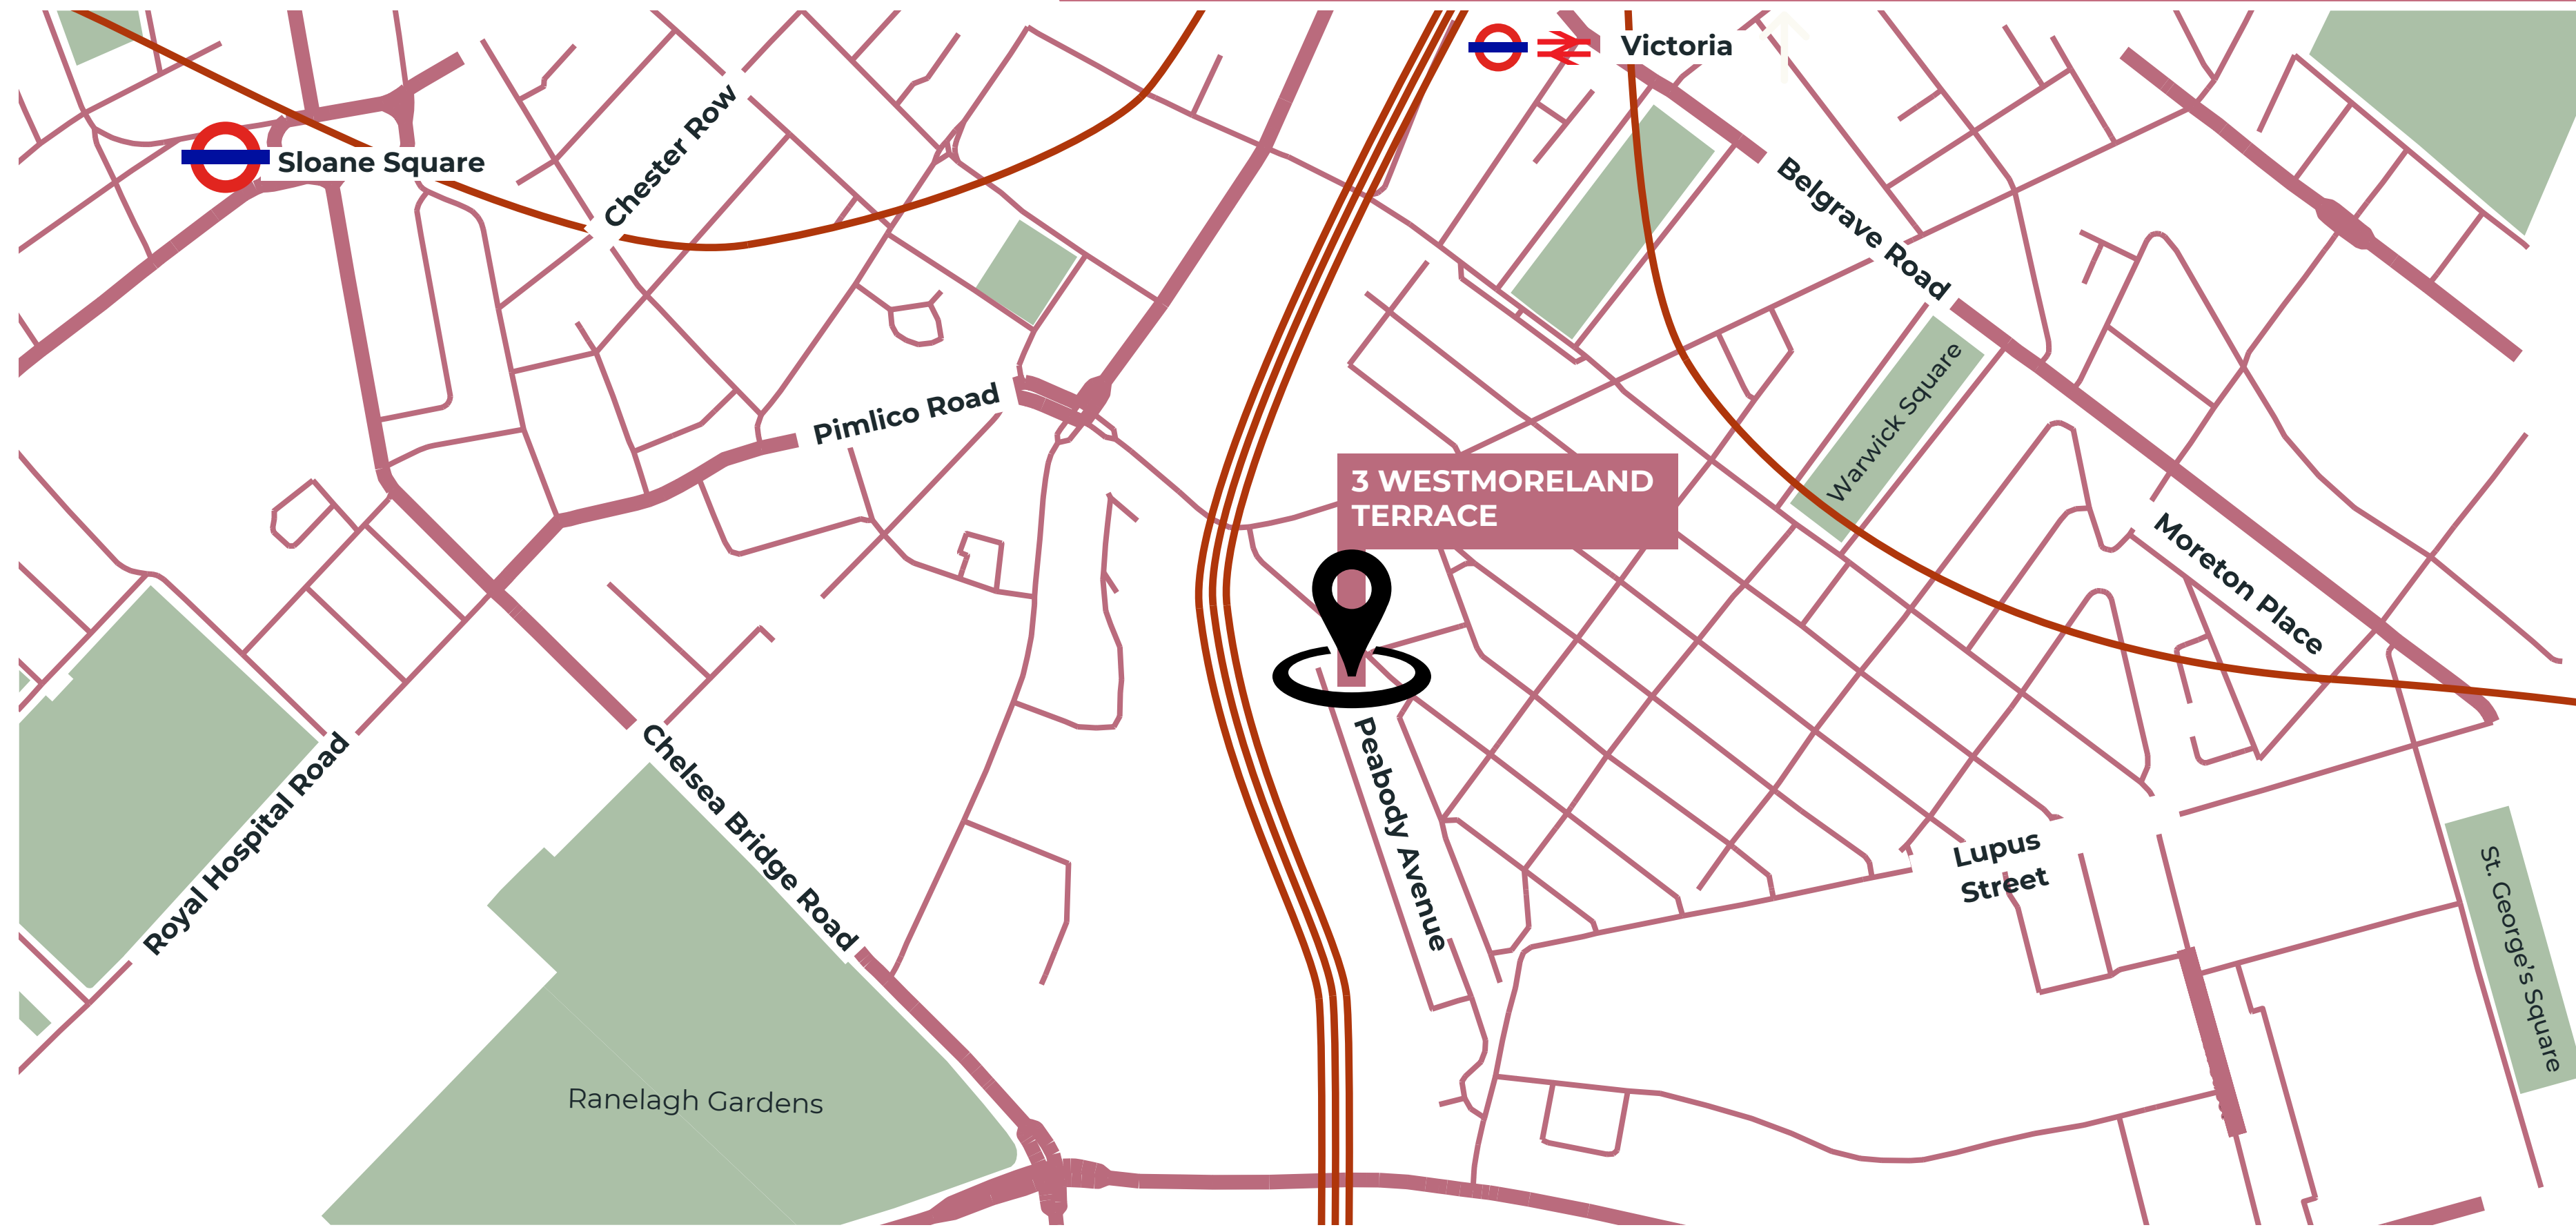 Victoria
Sloane Square
Chester Row
Belgrave Road
Pimlico Road
Warwick Square
3 WESTMORELAND
TERRACE
Moreton Place
Peabody Avenue
Chelsea Bridge Road
Royal Hospital Road
Lupus
Street
St. George's Square
Ranelagh Gardens